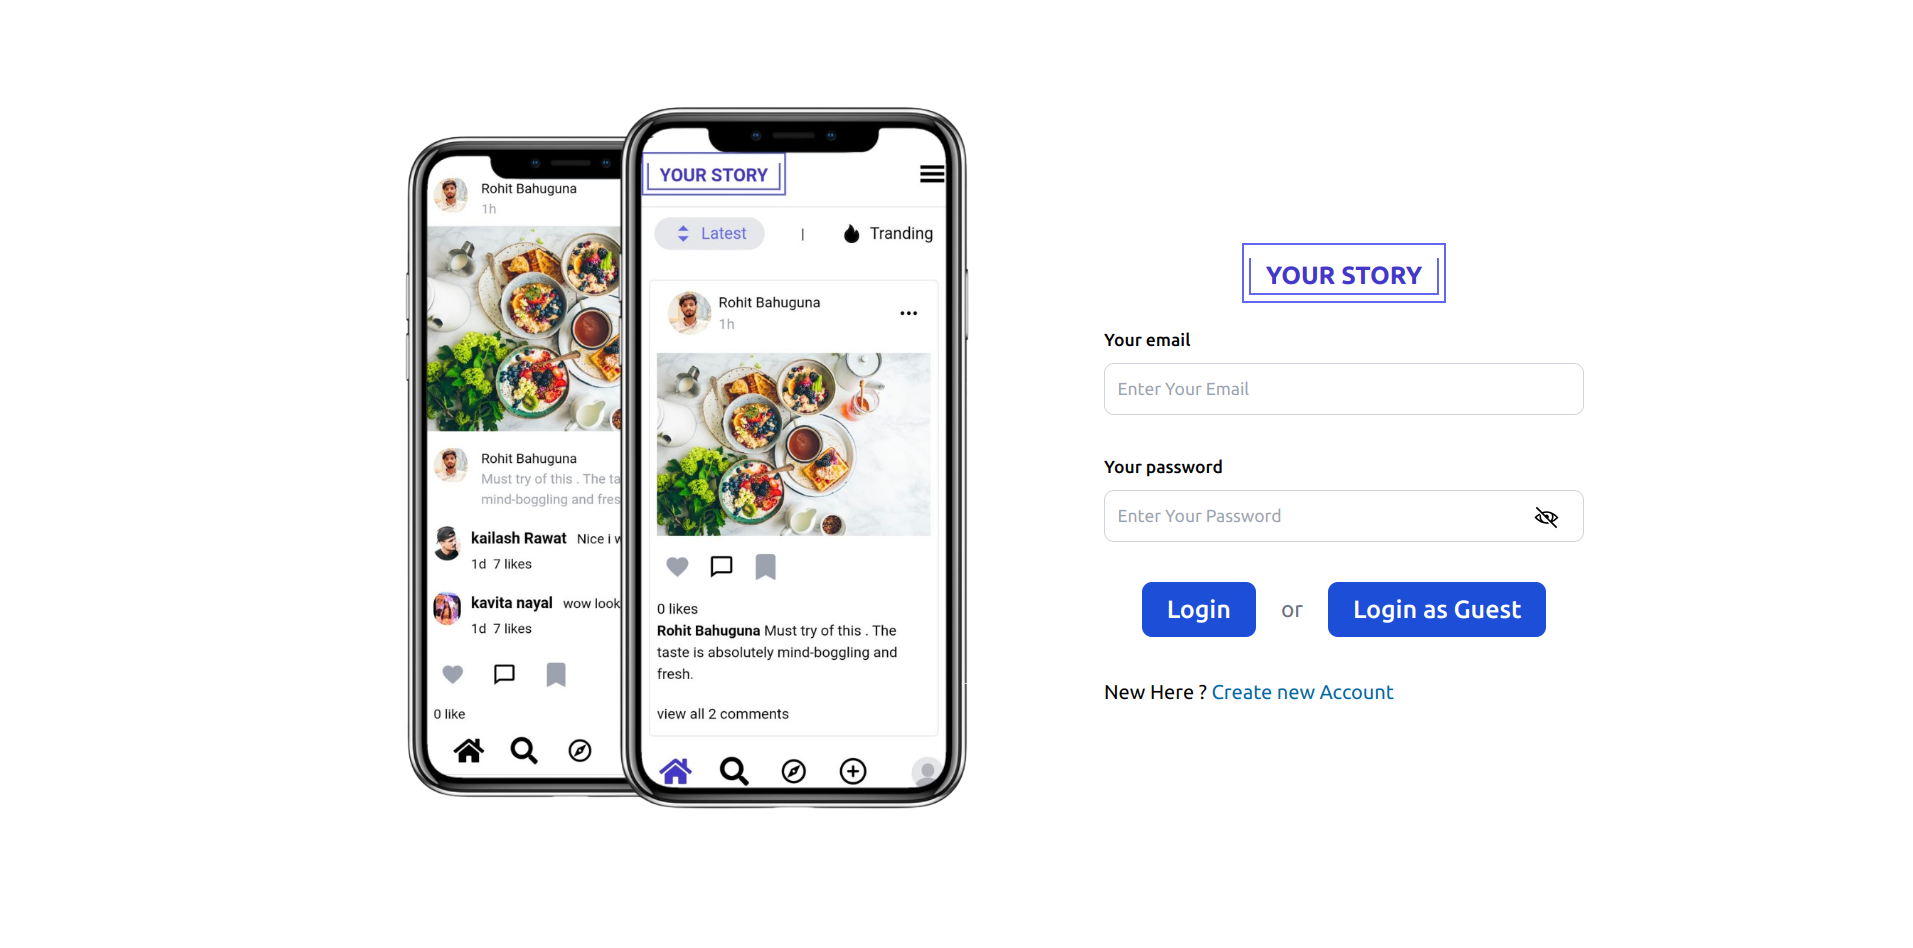 Rohit Bahuguna
1h
Rohit Bahuguna
Must try of this . The ta
mind-boggling and fres
kailash Rawat Nice i w
1d 7 likes
kavita nayal wow look
1d 7 likes
0 like
YOUR STORY
Latest | Tranding
Rohit Bahuguna
1h
0 likes
Rohit Bahuguna Must try of this . The
taste is absolutely mind-boggling and
fresh.
view all 2 comments
YOUR STORY
Your email
Enter Your Email
Your password
Enter Your Password
Login or Login as Guest
New Here ? Create new Account